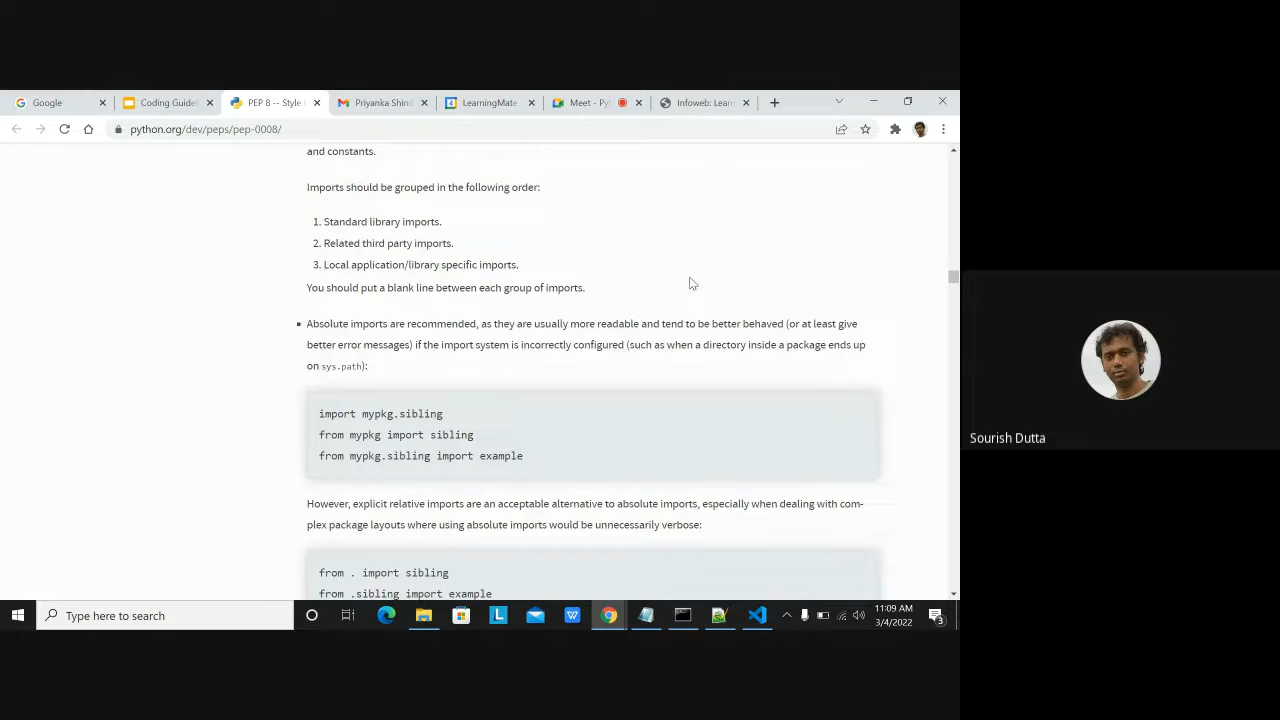 Google
Coding Guidel
PEP 8 -- Style
Priyanka Shind
LearningMate
Meet - Pyt
Infoweb: Learn
python.org/dev/peps/pep-0008/
and constants.
Imports should be grouped in the following order:
1. Standard library imports.
2. Related third party imports.
3. Local application/library specific imports.
You should put a blank line between each group of imports.
Absolute imports are recommended, as they are usually more readable and tend to be better behaved (or at least give
better error messages) if the import system is incorrectly configured (such as when a directory inside a package ends up
on sys.path):
import mypkg.sibling
from mypkg import sibling
from mypkg.sibling import example
However, explicit relative imports are an acceptable alternative to absolute imports, especially when dealing with com-
plex package layouts where using absolute imports would be unnecessarily verbose:
from . import sibling
from .sibling import example
Sourish Dutta
Type here to search
11:09 AM
3/4/2022
3